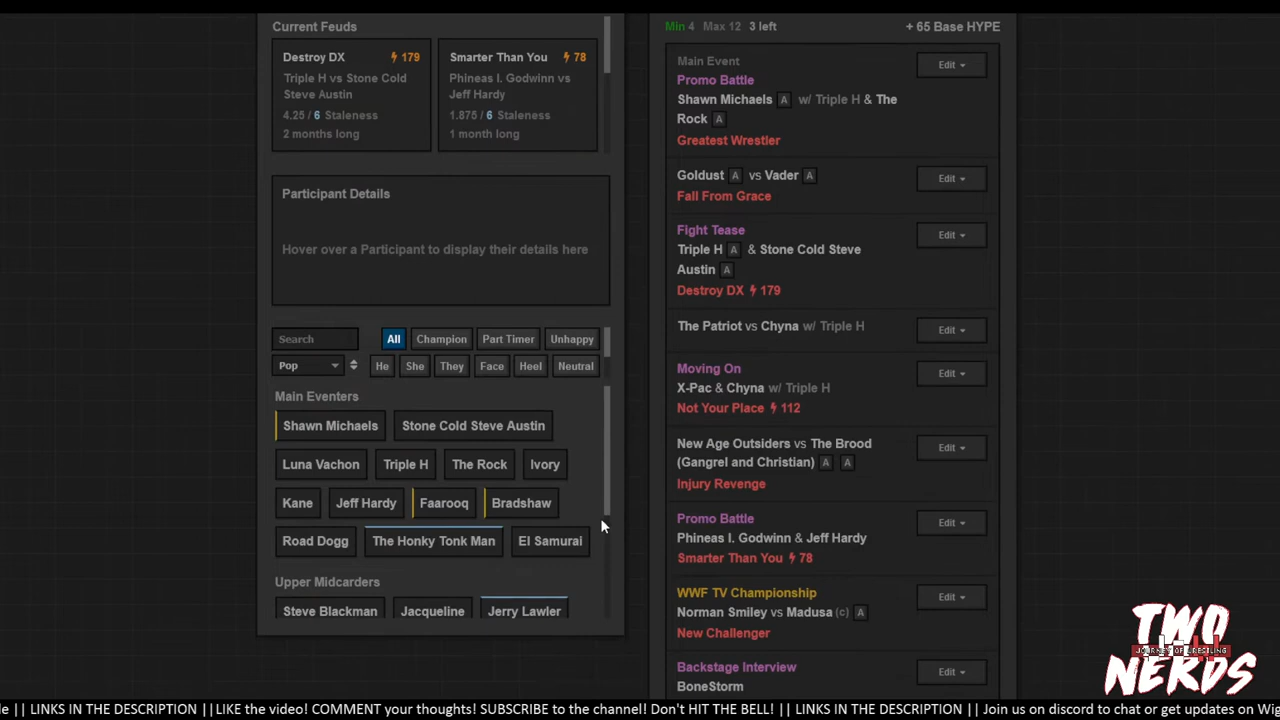 Current Feuds
Destroy DX 179
Triple H vs Stone Cold
Steve Austin
4.25 / 6 Staleness
2 months long
Smarter Than You 78
Phineas I. Godwinn vs
Jeff Hardy
1.875 / 6 Staleness
1 month long
Participant Details
Hover over a Participant to display their details here
Search All Champion Part Timer Unhappy
Pop He She They Face Heel Neutral
Main Eventers
Shawn Michaels Stone Cold Steve Austin
Luna Vachon Triple H The Rock Ivory
Kane Jeff Hardy Faarooq Bradshaw
Road Dogg The Honky Tonk Man El Samurai
Upper Midcarders
Steve Blackman Jacqueline Jerry Lawler
Min 4 Max 12 3 left + 65 Base HYPE
Main Event
Promo Battle
Shawn Michaels A w/ Triple H & The
Rock A
Greatest Wrestler
Edit
Goldust A vs Vader A
Fall From Grace
Edit
Fight Tease
Triple H A & Stone Cold Steve
Austin A
Destroy DX 179
Edit
The Patriot vs Chyna w/ Triple H
Edit
Moving On
X-Pac & Chyna w/ Triple H
Not Your Place 112
Edit
New Age Outsiders vs The Brood
(Gangrel and Christian) A A
Injury Revenge
Edit
Promo Battle
Phineas I. Godwinn & Jeff Hardy
Smarter Than You 78
Edit
WWF TV Championship
Norman Smiley vs Madusa (c) A
New Challenger
Edit
Backstage Interview
BoneStorm
Edit
TWO
JOURNEY OF WRESTLING
NERDS
le || LINKS IN THE DESCRIPTION ||LIKE the video! COMMENT your thoughts! SUBSCRIBE to the channel! Don't HIT THE BELL! || LINKS IN THE DESCRIPTION || Join us on discord to chat or get updates on Wig